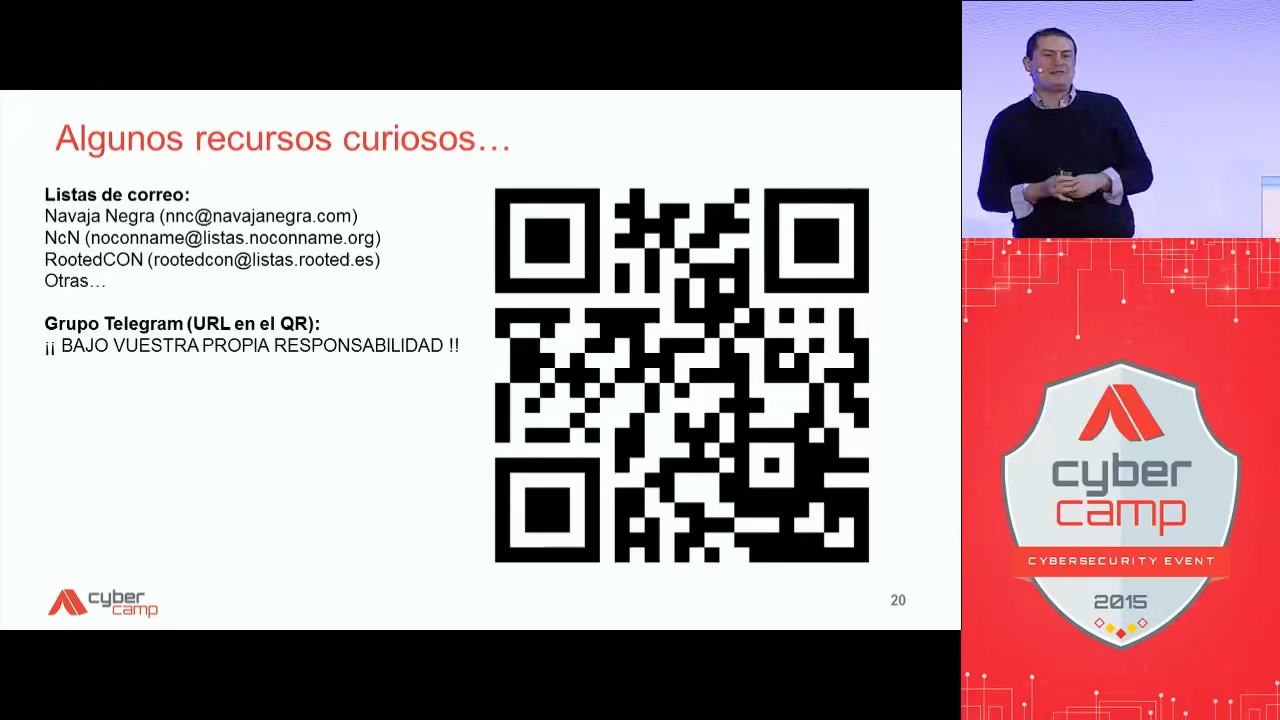 Algunos recursos curiosos…
Listas de correo:
Navaja Negra (nnc@navajanegra.com)
NcN (noconname@listas.noconname.org)
RootedCON (rootedcon@listas.rooted.es)
Otras…
Grupo Telegram (URL en el QR):
¡¡ BAJO VUESTRA PROPIA RESPONSABILIDAD !!
cyber
camp
20
cyber
camp
CYBERSECURITY EVENT
2015